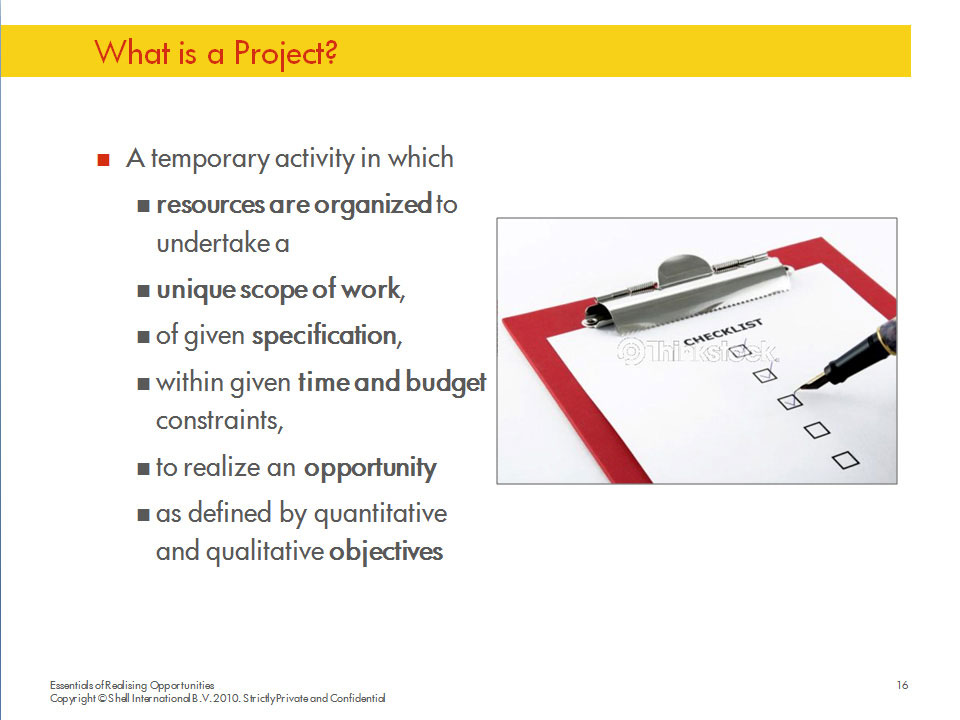 What is a Project?
A temporary activity in which
resources are organized to
undertake a
unique scope of work,
of given specification,
within given time and budget
constraints,
to realize an opportunity
as defined by quantitative
and qualitative objectives
CHECKLIST
Thinkstock
Essentials of Realising Opportunities
Copyright © Shell International B.V. 2010. Strictly Private and Confidential
16